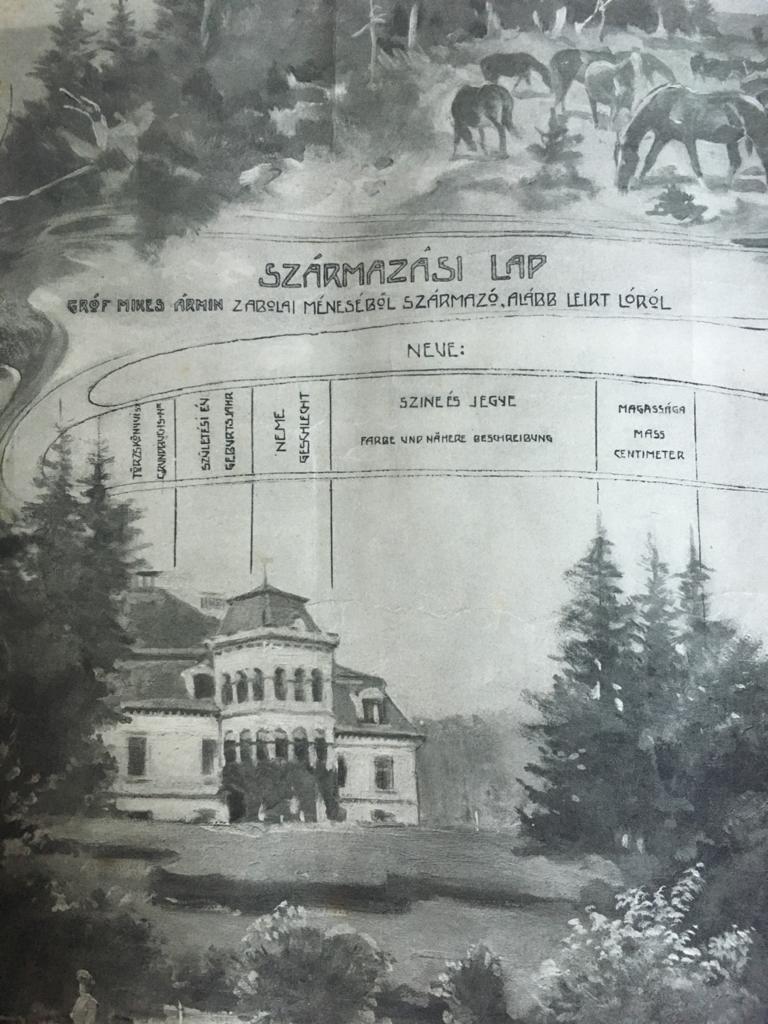 SZÁRMAZÁSI LAP
GRÓF MIKES ÁRMIN ZABOLAI MÉNESÉBŐL SZÁRMAZÓ, ALÁBB LEIRT LÓRÓL
NEVE:
TÖRZSKÖNYVI SZ
GRUNDBUCHS-Nº
SZÜLETÉSI ÉV
GEBURTSJAHR
NEME
GESCHLECHT
SZINE ÉS JEGYE
FARBE UND NÄHERE BESCHREIBUNG
MAGASSÁGA
MASS
CENTIMETER